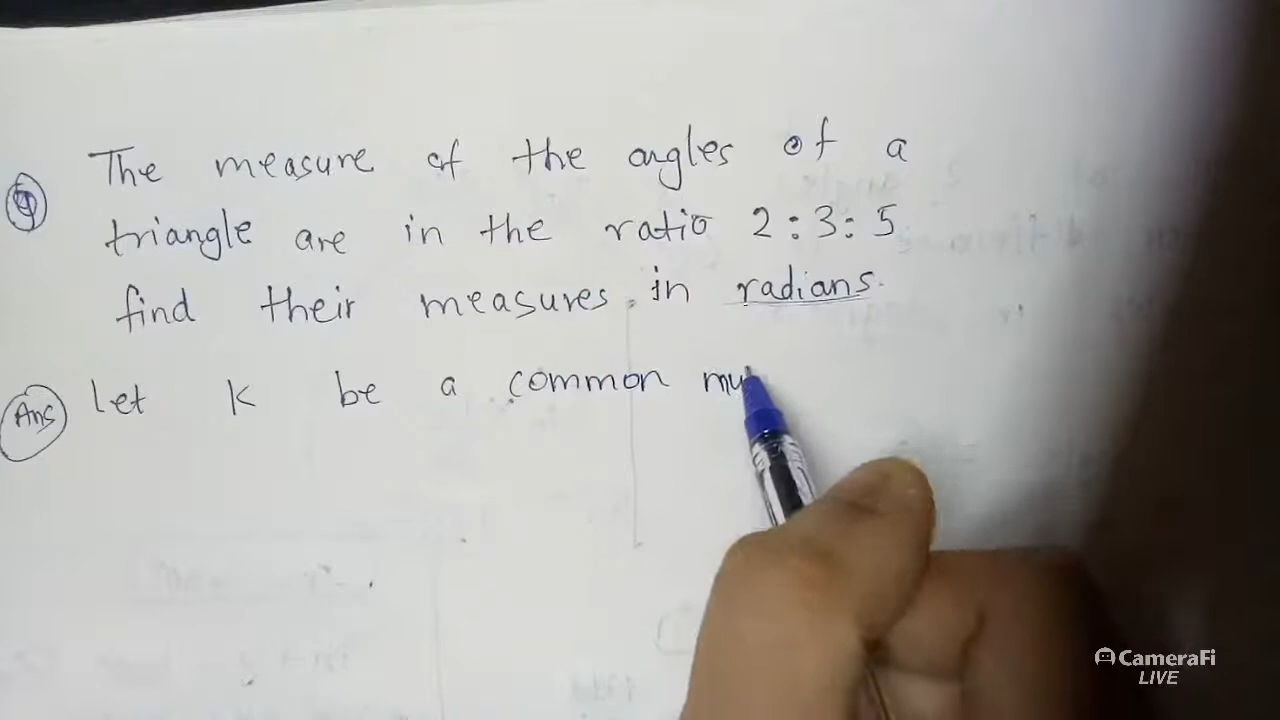 The measure of the angles of a
triangle are in the ratio 2:3:5
find their measures in radians.
Ans Let K be a common mu
CameraFi
LIVE